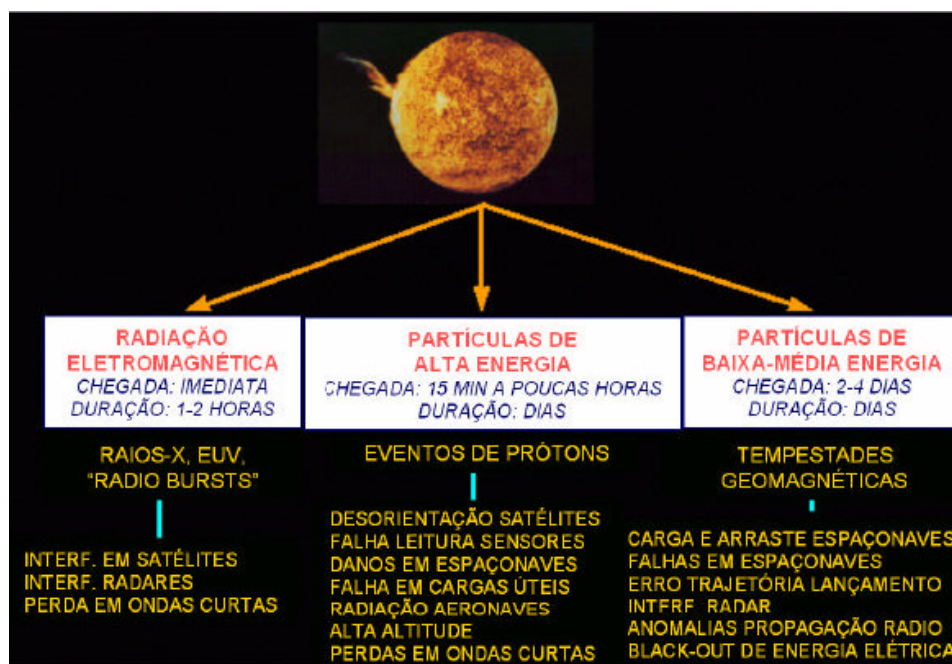 RADIAÇÃO
ELETROMAGNÉTICA
CHEGADA: IMEDIATA
DURAÇÃO: 1-2 HORAS
RAIOS-X, EUV,
“RADIO BURSTS”
INTERF. EM SATÉLITES
INTERF. RADARES
PERDA EM ONDAS CURTAS
PARTÍCULAS DE
ALTA ENERGIA
CHEGADA: 15 MIN A POUCAS HORAS
DURAÇÃO: DIAS
EVENTOS DE PRÓTONS
DESORIENTAÇÃO SATÉLITES
FALHA LEITURA SENSORES
DANOS EM ESPAÇONAVES
FALHA EM CARGAS ÚTEIS
RADIAÇÃO AERONAVES
ALTA ALTITUDE
PERDAS EM ONDAS CURTAS
PARTÍCULAS DE
BAIXA-MÉDIA ENERGIA
CHEGADA: 2-4 DIAS
DURAÇÃO: DIAS
TEMPESTADES
GEOMAGNÉTICAS
CARGA E ARRASTE ESPAÇONAVES
FALHAS EM ESPAÇONAVES
ERRO TRAJETÓRIA LANÇAMENTO
INTERF. RADAR
ANOMALIAS PROPAGAÇÃO RADIO
BLACK-OUT DE ENERGIA ELÉTRICA